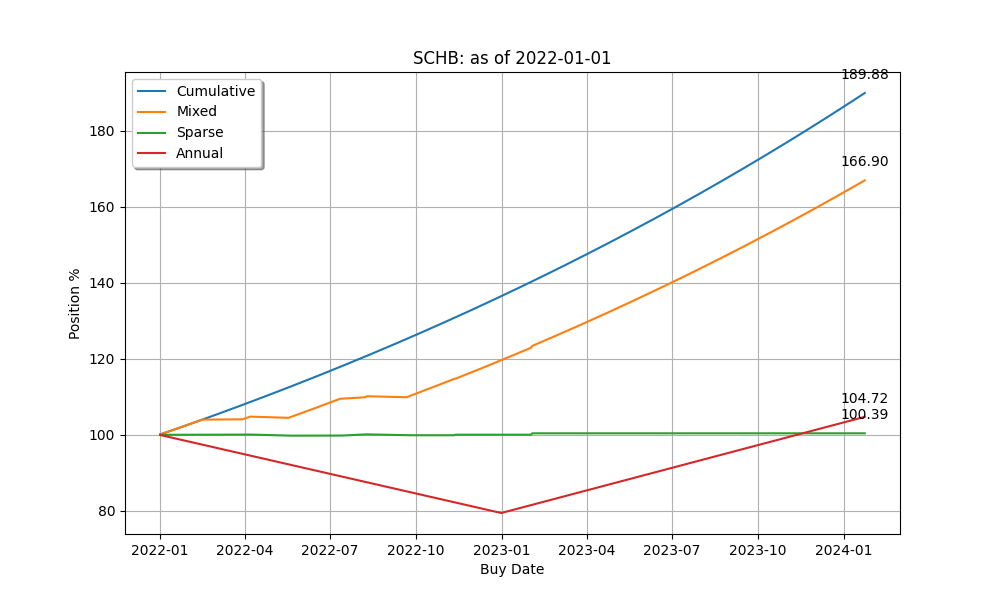 SCHB: as of 2022-01-01
189.88
Cumulative
Mixed
Sparse
Annual
180
166.90
160
140
120
104.72
100.39
100
80
Position %
2022-01 2022-04 2022-07 2022-10 2023-01 2023-04 2023-07 2023-10 2024-01
Buy Date